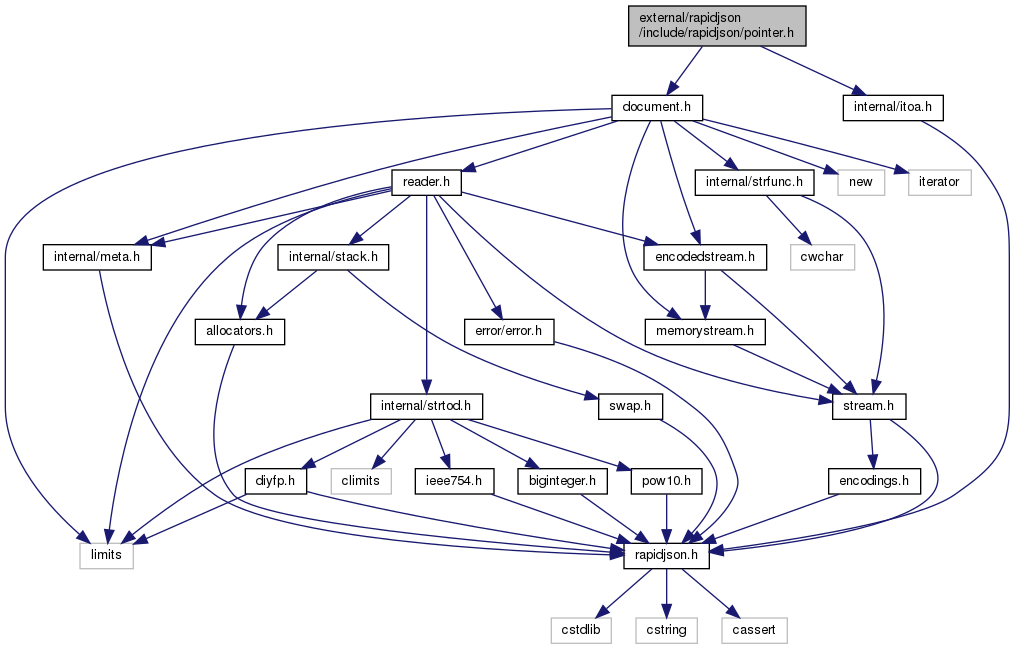 external/rapidjson
/include/rapidjson/pointer.h
document.h
internal/itoa.h
reader.h
internal/strfunc.h
new
iterator
internal/meta.h
internal/stack.h
encodedstream.h
cwchar
allocators.h
error/error.h
memorystream.h
internal/strtod.h
swap.h
stream.h
diyfp.h
climits
ieee754.h
biginteger.h
pow10.h
encodings.h
limits
rapidjson.h
cstdlib
cstring
cassert